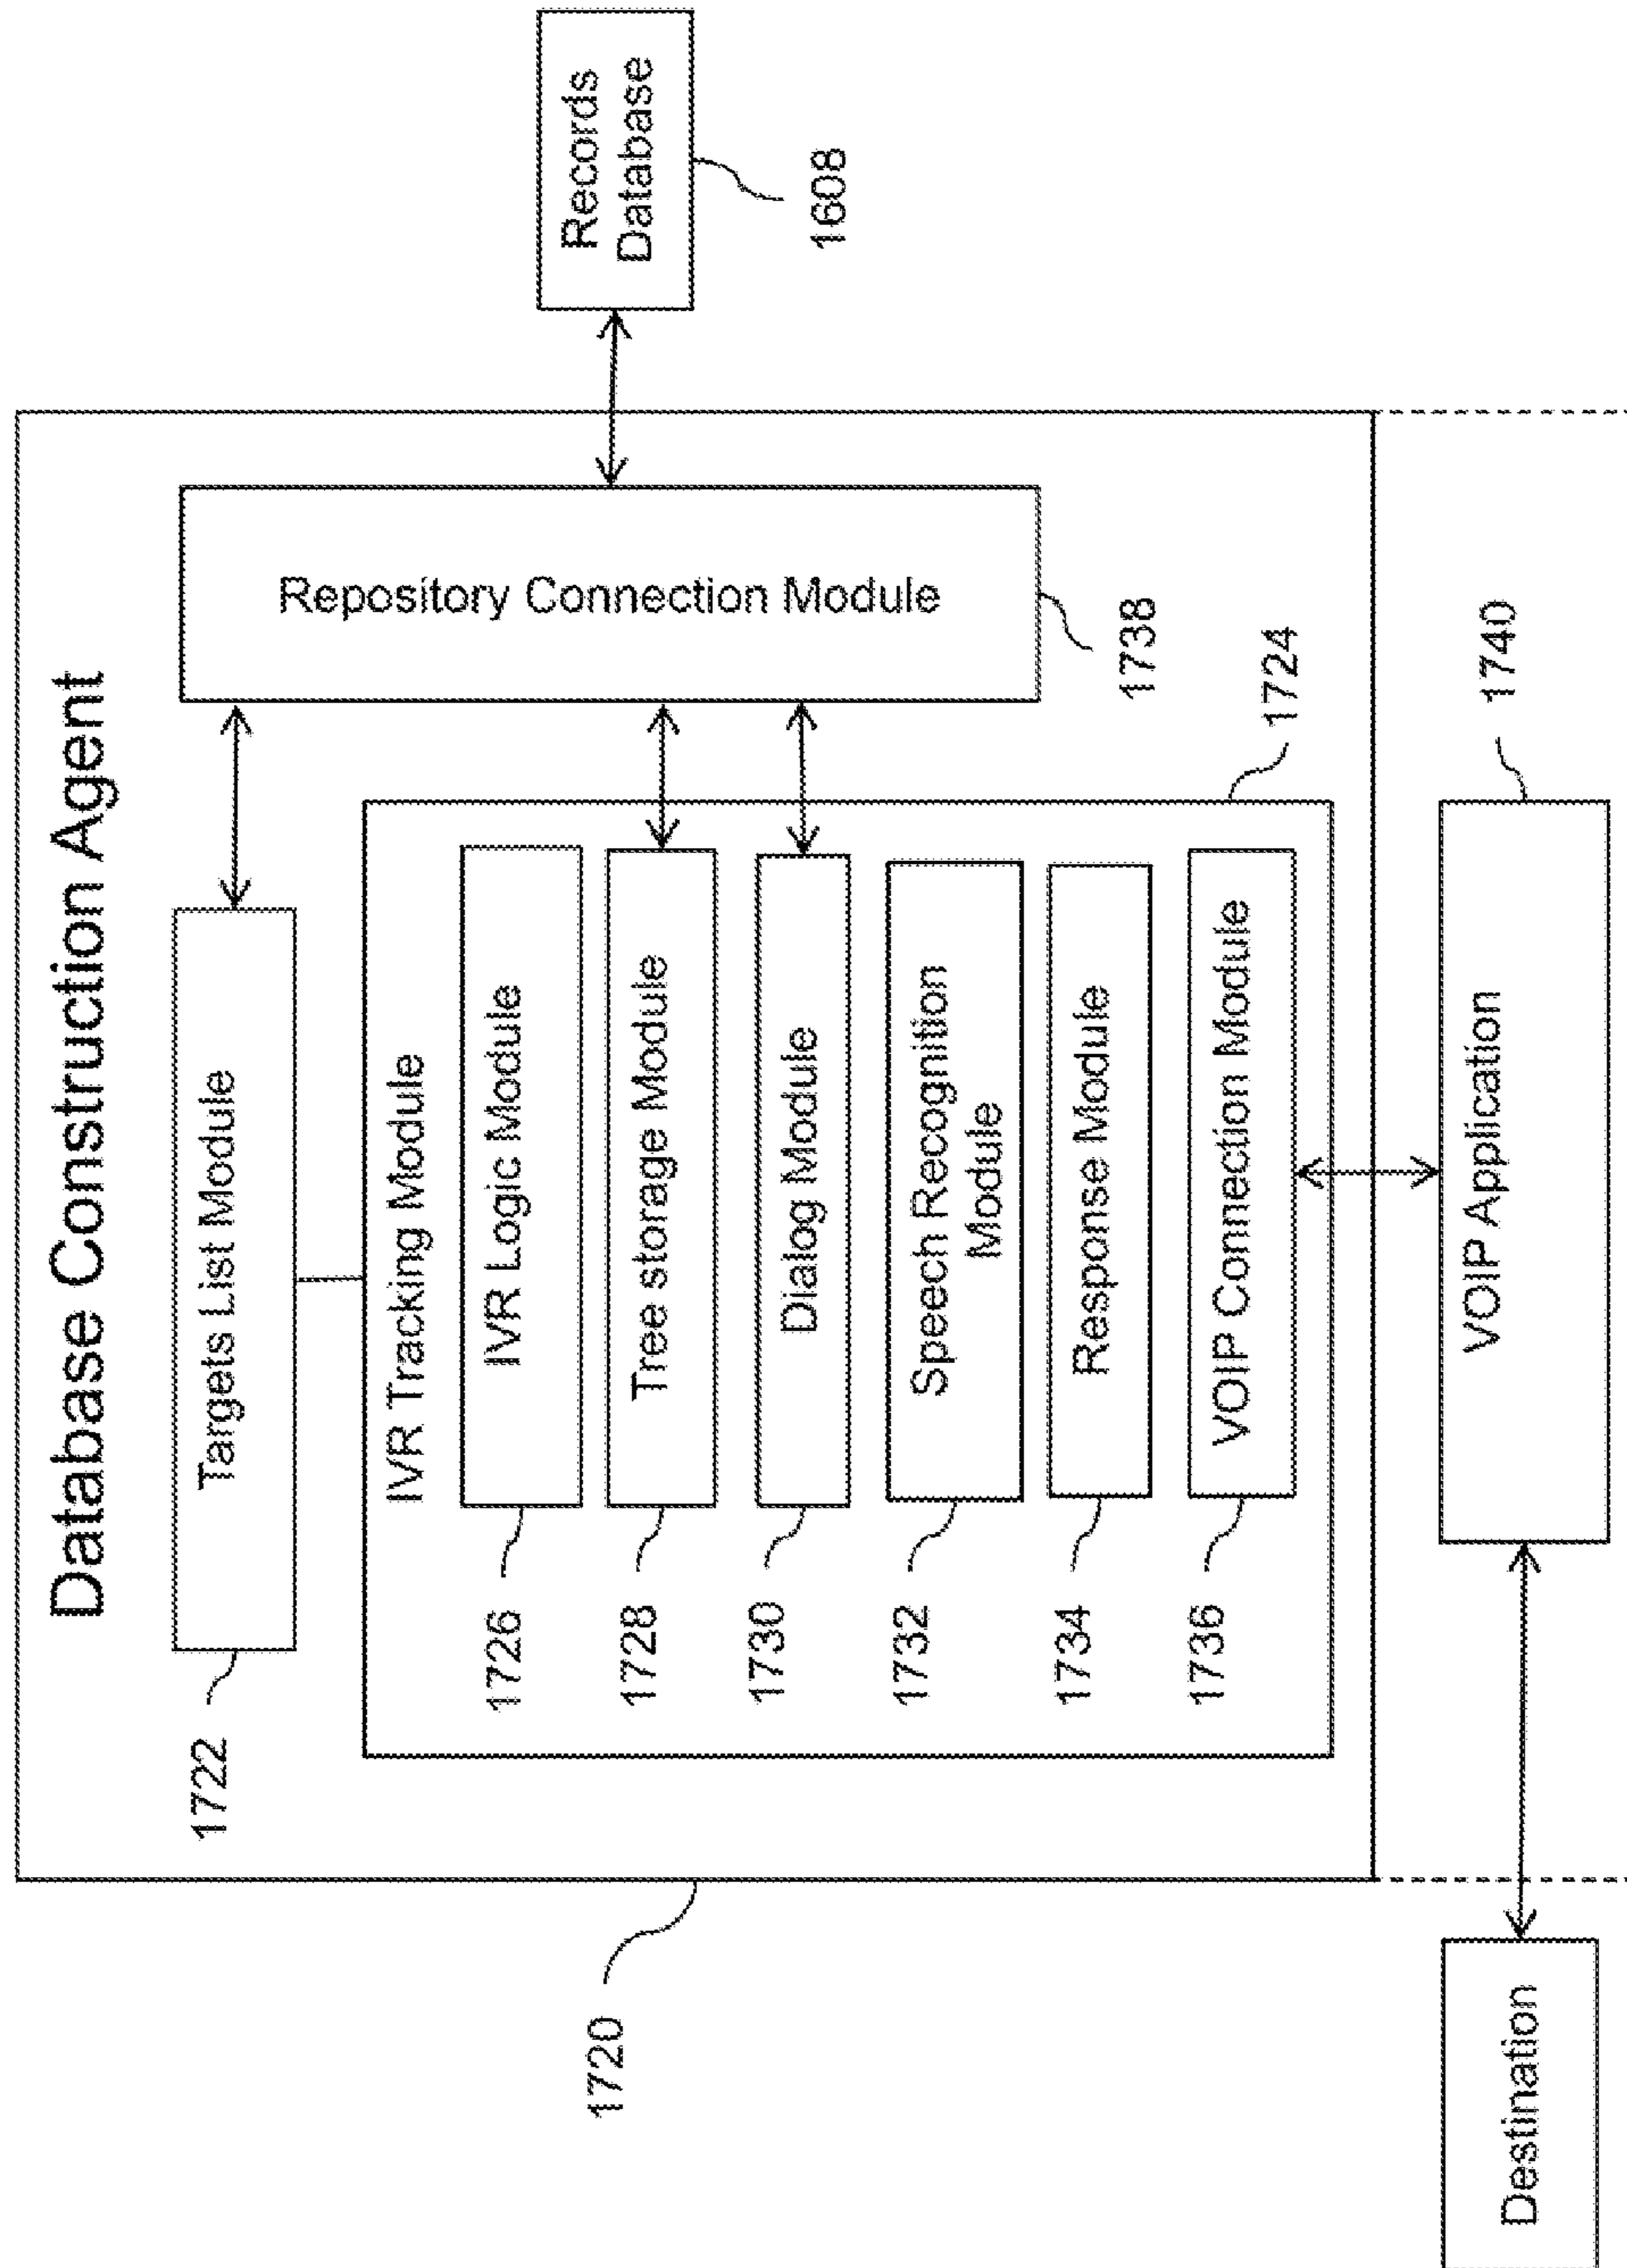 Database Construction Agent
1722
Targets List Module
Repository Connection Module
1738
Records
Database
1608
IVR Tracking Module
1724
1726
IVR Logic Module
1728
Tree storage Module
1730
Dialog Module
1732
Speech Recognition
Module
1734
Response Module
1736
VOIP Connection Module
1720
Destination
VOIP Application
1740